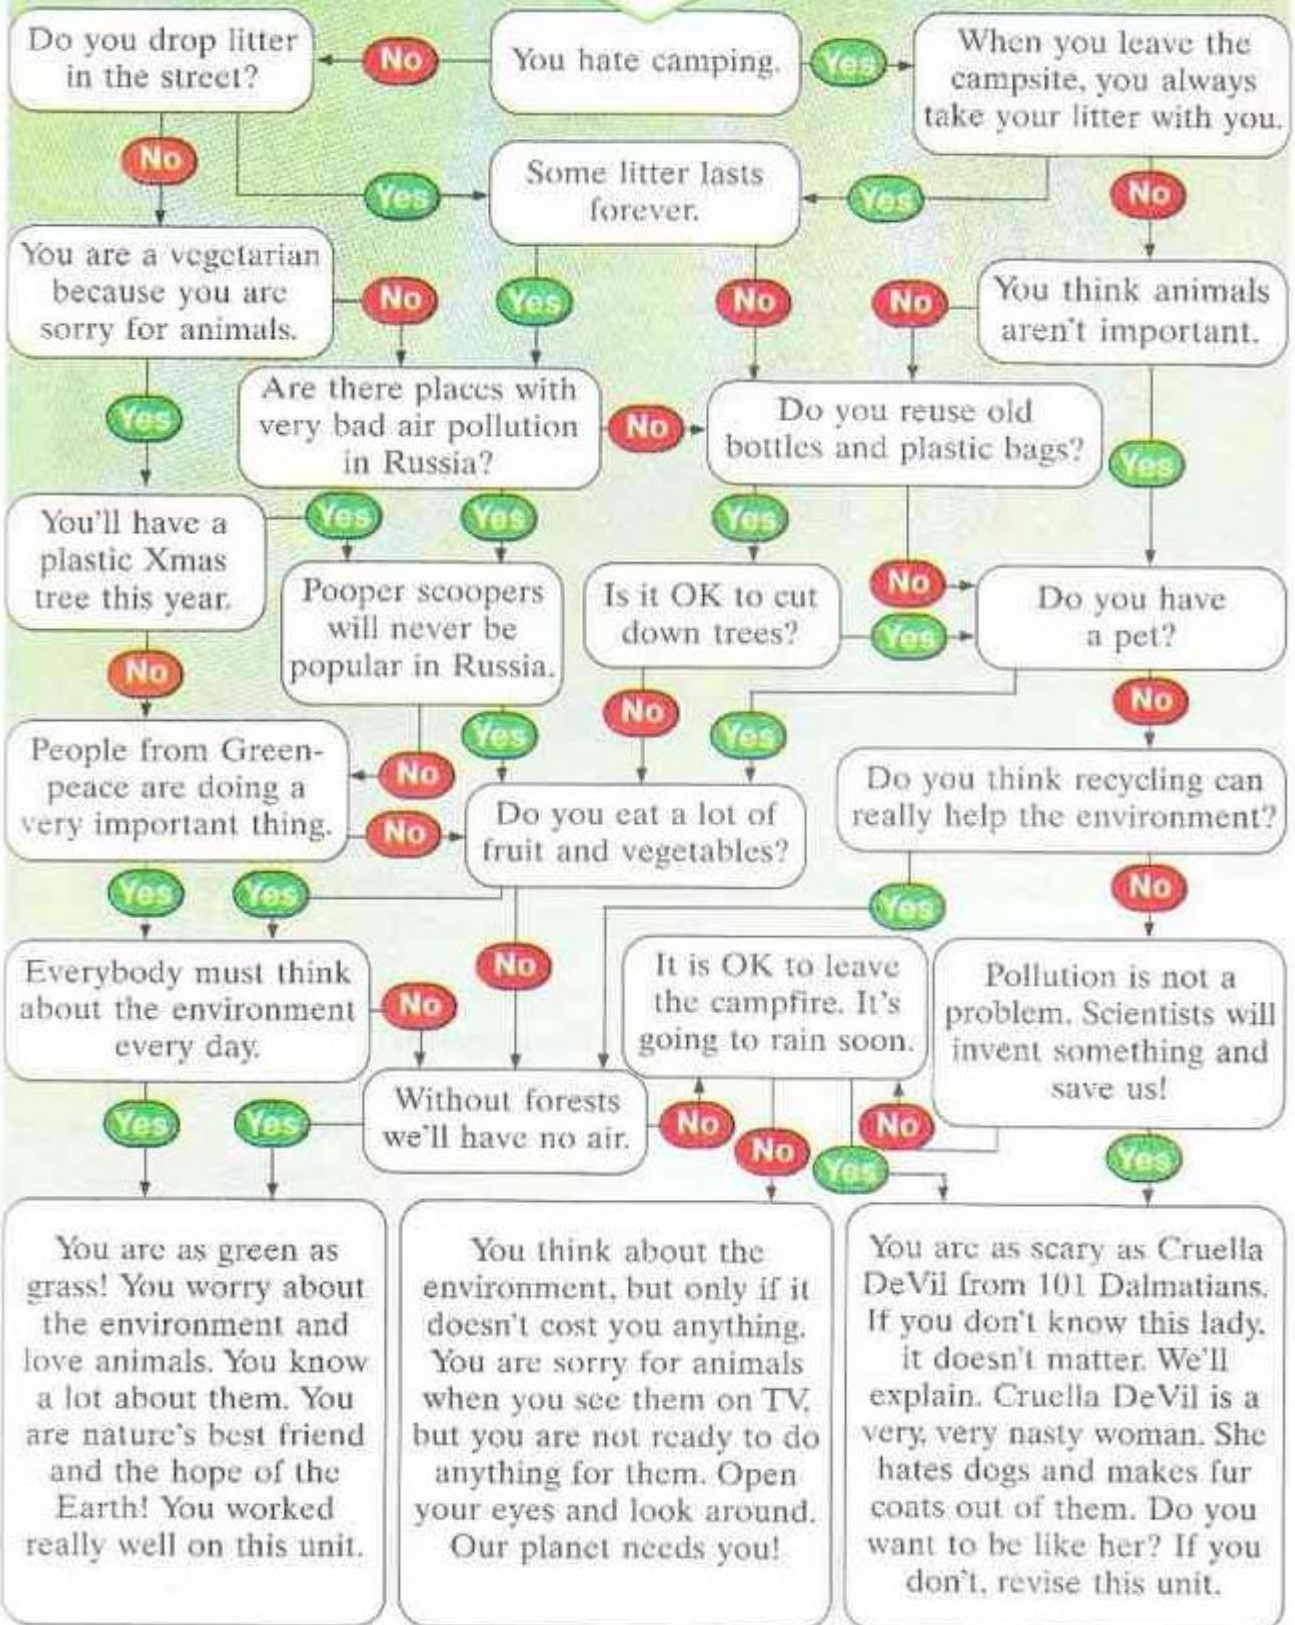 Do you drop litter
in the street?
No
You hate camping.
Yes
When you leave the
campsite, you always
take your litter with you.
No
Yes
Some litter lasts
forever.
Yes
No
You are a vegetarian
because you are
sorry for animals.
No
Yes
No
No
You think animals
aren't important.
Yes
Are there places with
very bad air pollution
in Russia?
No
Do you reuse old
bottles and plastic bags?
Yes
You'll have a
plastic Xmas
tree this year.
Yes
Yes
Yes
No
Pooper scoopers
will never be
popular in Russia.
Is it OK to cut
down trees?
Yes
No
Do you have
a pet?
No
Yes
No
Yes
No
People from Green-
peace are doing a
very important thing.
No
Do you eat a lot of
fruit and vegetables?
Do you think recycling can
really help the environment?
Yes
Yes
Yes
No
Everybody must think
about the environment
every day.
No
No
It is OK to leave
the campfire. It's
going to rain soon.
Pollution is not a
problem. Scientists will
invent something and
save us!
Yes
Yes
Without forests
we'll have no air.
No
No
No
Yes
Yes
You are as green as
grass! You worry about
the environment and
love animals. You know
a lot about them. You
are nature's best friend
and the hope of the
Earth! You worked
really well on this unit.
You think about the
environment, but only if it
doesn't cost you anything.
You are sorry for animals
when you see them on TV,
but you are not ready to do
anything for them. Open
your eyes and look around.
Our planet needs you!
You are as scary as Cruella
DeVil from 101 Dalmatians.
If you don't know this lady,
it doesn't matter. We'll
explain. Cruella DeVil is a
very, very nasty woman. She
hates dogs and makes fur
coats out of them. Do you
want to be like her? If you
don't, revise this unit.